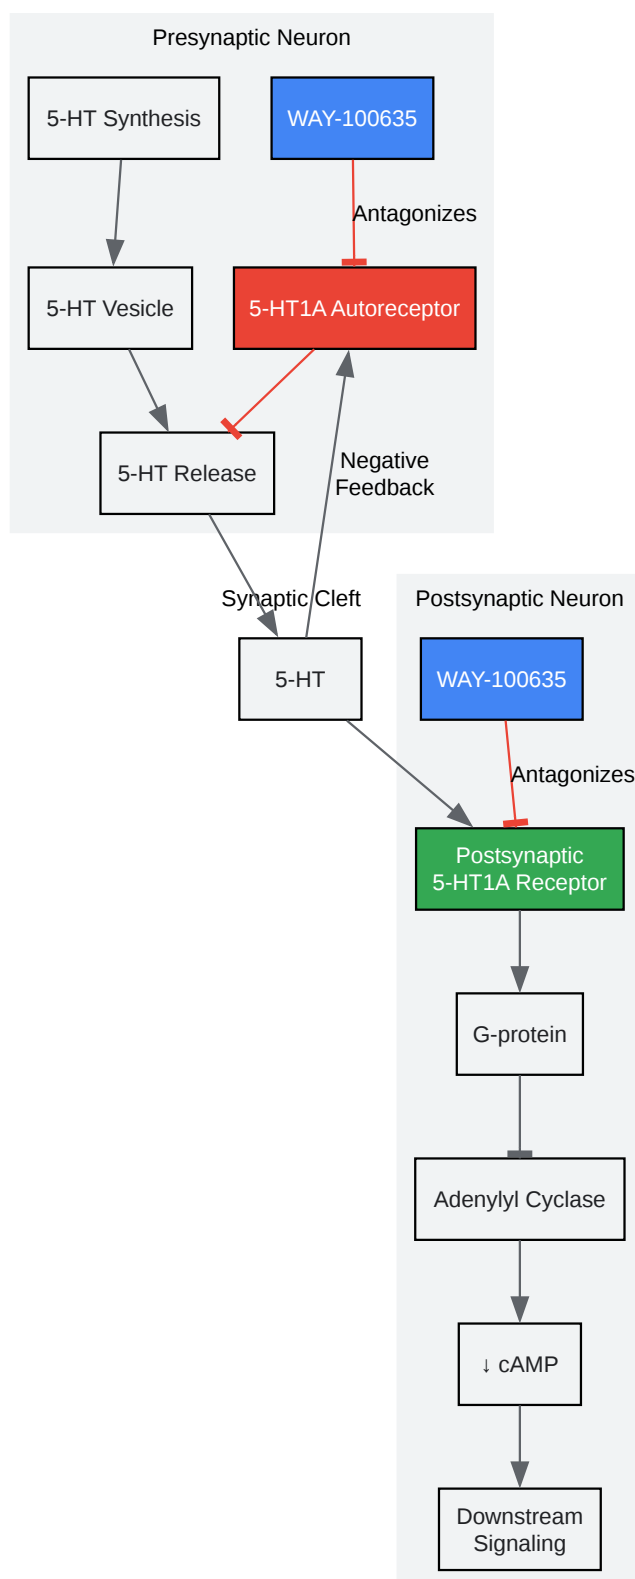 Presynaptic Neuron
5-HT Synthesis
WAY-100635
Antagonizes
5-HT Vesicle
5-HT1A Autoreceptor
5-HT Release
Negative
Feedback
Synaptic Cleft
5-HT
Postsynaptic Neuron
WAY-100635
Antagonizes
Postsynaptic
5-HT1A Receptor
G-protein
Adenylyl Cyclase
↓ cAMP
Downstream
Signaling